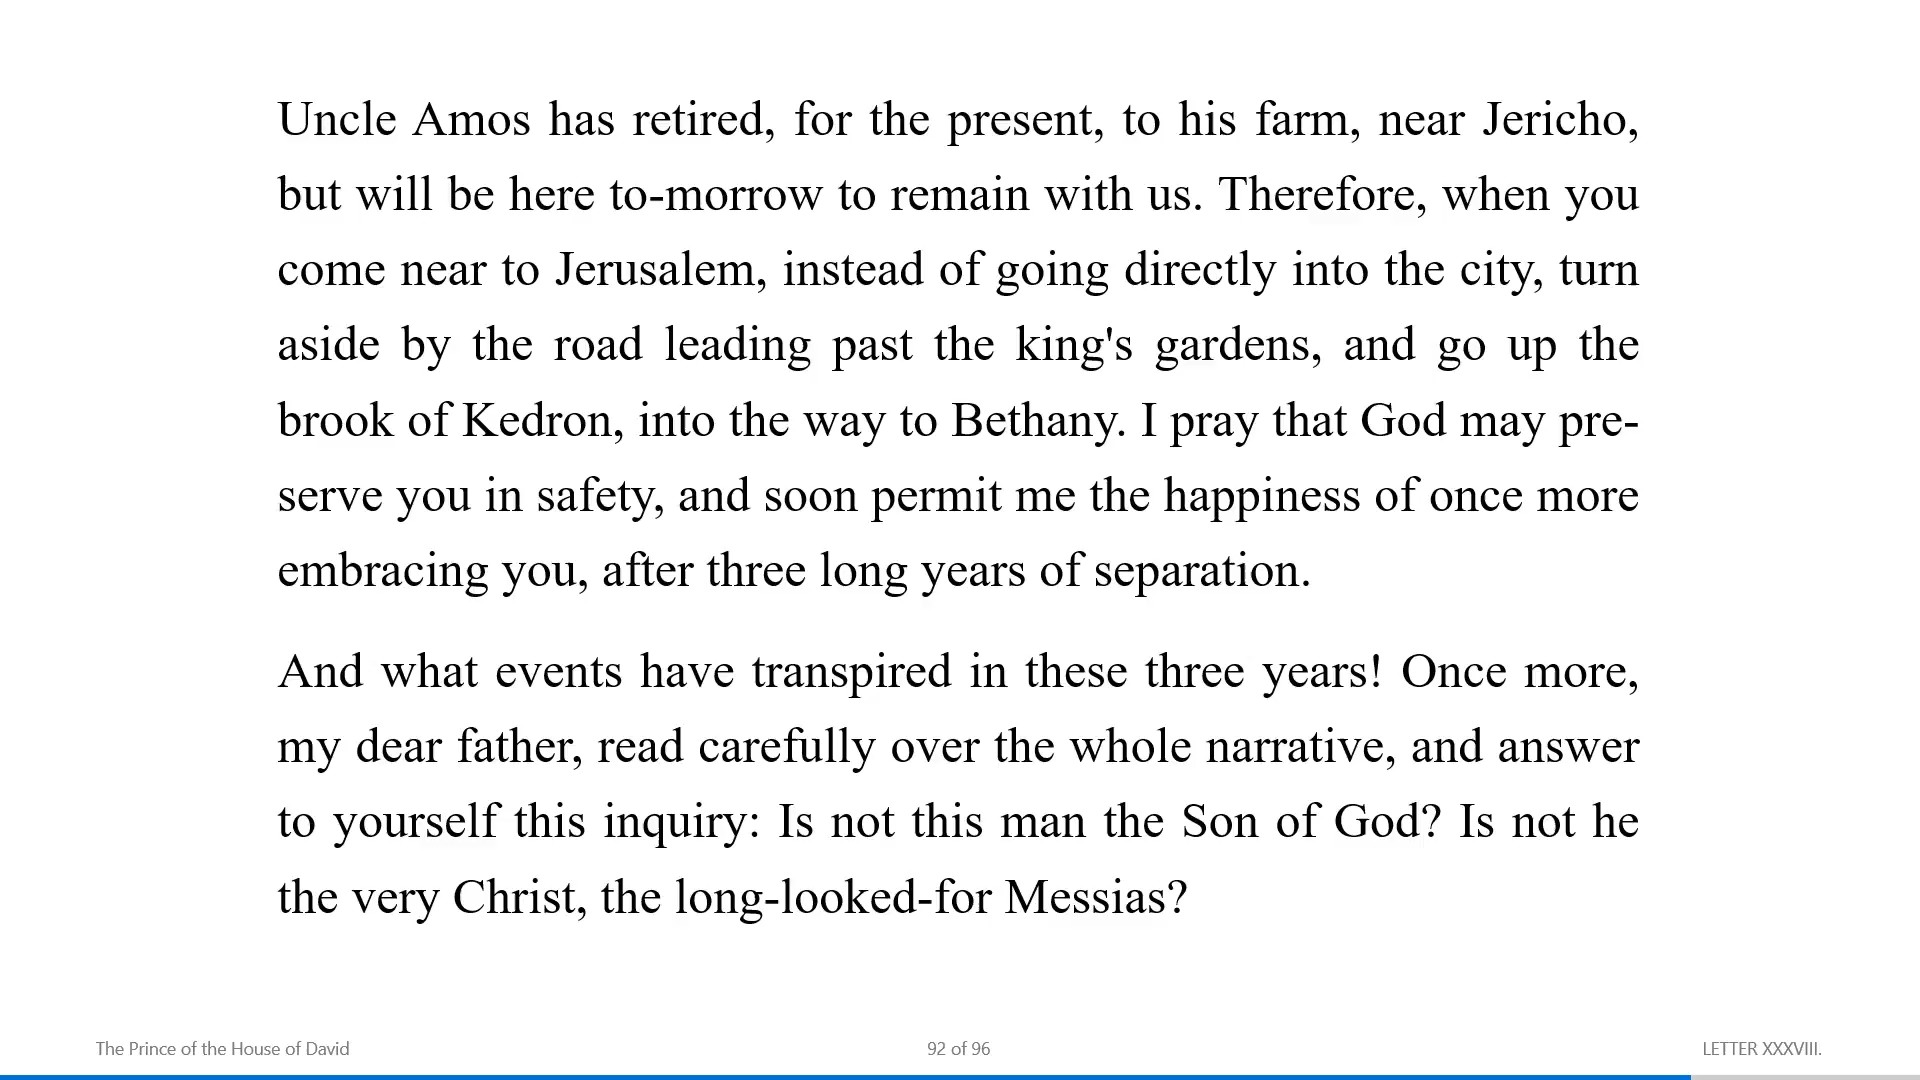 Uncle Amos has retired, for the present, to his farm, near Jericho,
but will be here to-morrow to remain with us. Therefore, when you
come near to Jerusalem, instead of going directly into the city, turn
aside by the road leading past the king's gardens, and go up the
brook of Kedron, into the way to Bethany. I pray that God may pre-
serve you in safety, and soon permit me the happiness of once more
embracing you, after three long years of separation.
And what events have transpired in these three years! Once more,
my dear father, read carefully over the whole narrative, and answer
to yourself this inquiry: Is not this man the Son of God? Is not he
the very Christ, the long-looked-for Messias?
The Prince of the House of David
92 of 96
LETTER XXXVIII.